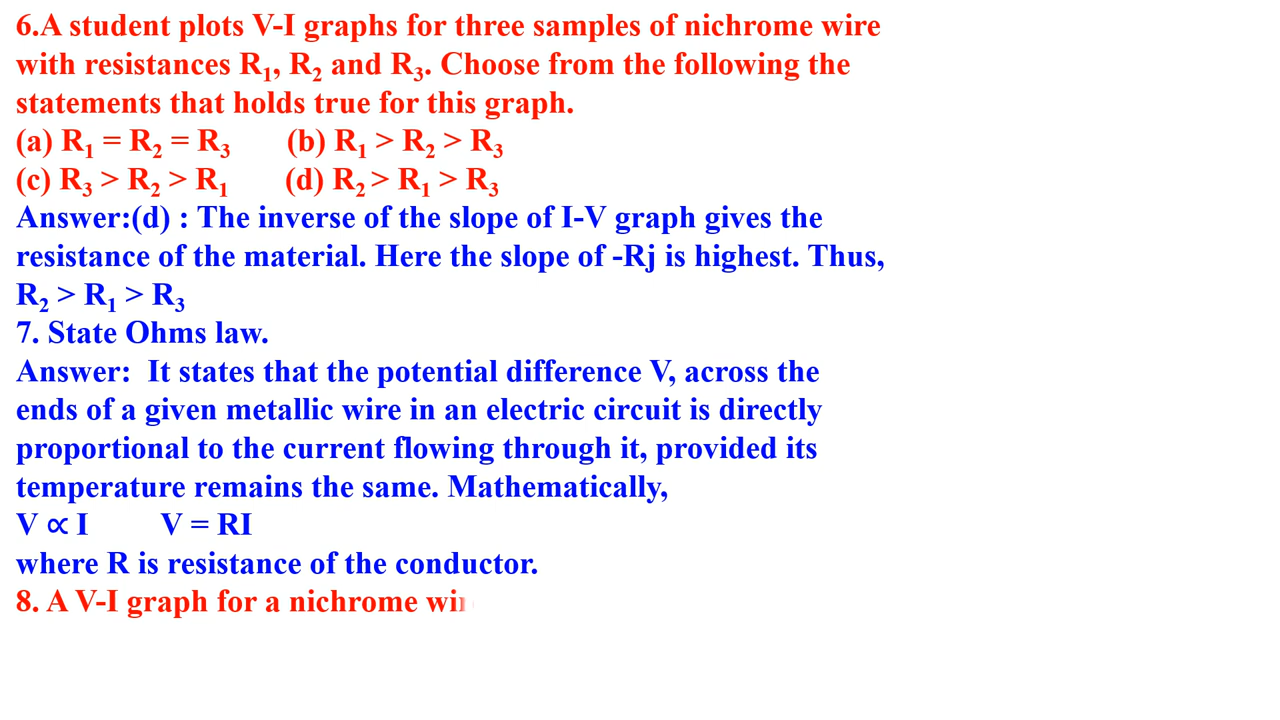 6.A student plots V-I graphs for three samples of nichrome wire
with resistances R₁, R₂ and R₃. Choose from the following the
statements that holds true for this graph.
(a) R₁ = R₂ = R₃ (b) R₁ > R₂ > R₃
(c) R₃ > R₂ > R₁ (d) R₂ > R₁ > R₃
Answer:(d) : The inverse of the slope of I-V graph gives the
resistance of the material. Here the slope of -Rj is highest. Thus,
R₂ > R₁ > R₃
7. State Ohms law.
Answer: It states that the potential difference V, across the
ends of a given metallic wire in an electric circuit is directly
proportional to the current flowing through it, provided its
temperature remains the same. Mathematically,
V ∝ I V = RI
where R is resistance of the conductor.
8. A V-I graph for a nichrome